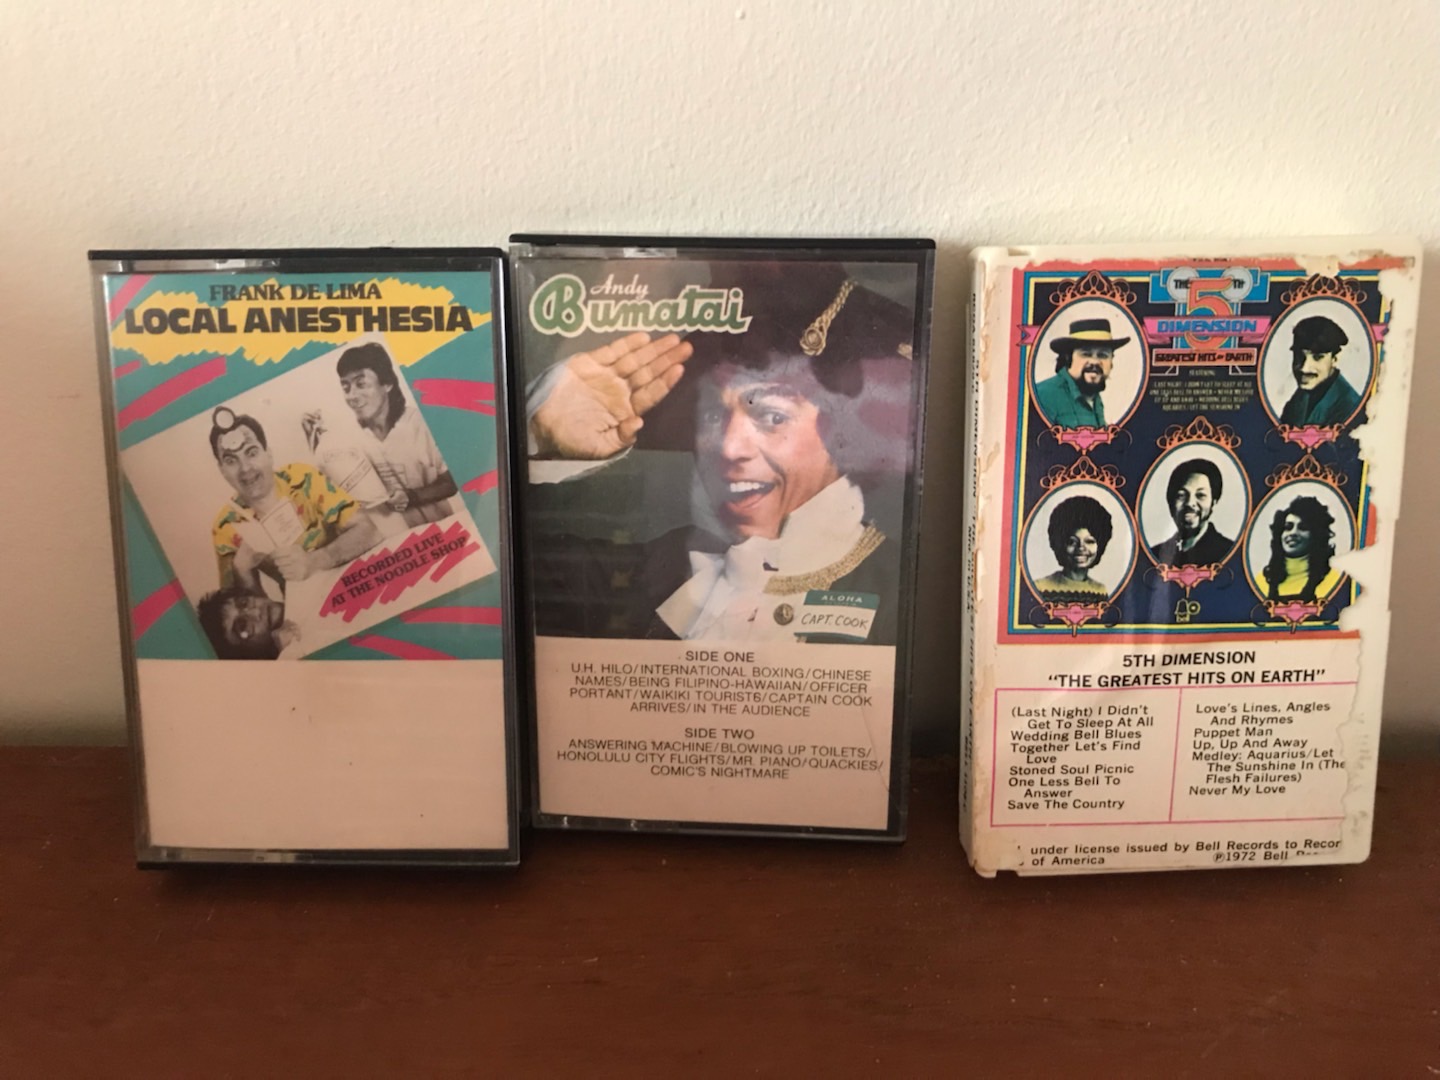 FRANK DE LIMA
LOCAL ANESTHESIA
RECORDED LIVE
AT THE NOODLE SHOP
Andy
Bumatai
ALOHA
CAPT. COOK
SIDE ONE
U.H. HILO/INTERNATIONAL BOXING/CHINESE
NAMES/BEING FILIPINO-HAWAIIAN/OFFICER
PORTANT/WAIKIKI TOURISTS/CAPTAIN COOK
ARRIVES/IN THE AUDIENCE
SIDE TWO
ANSWERING MACHINE/BLOWING UP TOILETS/
HONOLULU CITY FLIGHTS/MR. PIANO/QUACKIES/
COMIC'S NIGHTMARE
THE 5TH
DIMENSION
GREATEST HITS ON EARTH
bell
5TH DIMENSION
"THE GREATEST HITS ON EARTH"
(Last Night) I Didn't
Get To Sleep At All
Wedding Bell Blues
Together Let's Find
Love
Stoned Soul Picnic
One Less Bell To
Answer
Save The Country
Love's Lines, Angles
And Rhymes
Puppet Man
Up, Up And Away
Medley: Aquarius/Let
The Sunshine In (The
Flesh Failures)
Never My Love
under license issued by Bell Records to Recor
of America ℗1972 Bell